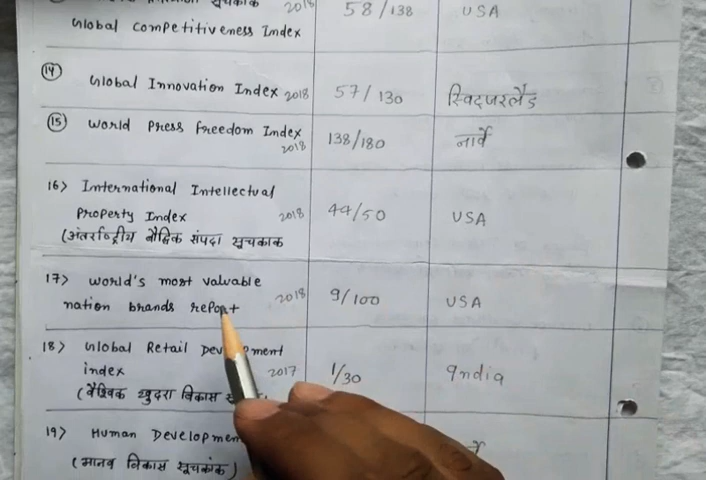 सूचकांक 2018 58/138 USA
Global Competitiveness Index
14 Global Innovation Index 2018 57/130 स्विट्जरलैंड
15 World Press Freedom Index 2018 138/180 नार्वे
16> International Intellectual
Property Index 2018 44/50 USA
(अंतर्राष्ट्रीय बौद्धिक संपदा सूचकाक
17> World's most valuable
nation brands report 2018 9/100 USA
18> Global Retail Development
index 2017 1/30 India
(वैश्विक खुदरा विकास
19> Human Developmen
(मानव विकास सूचकांक)